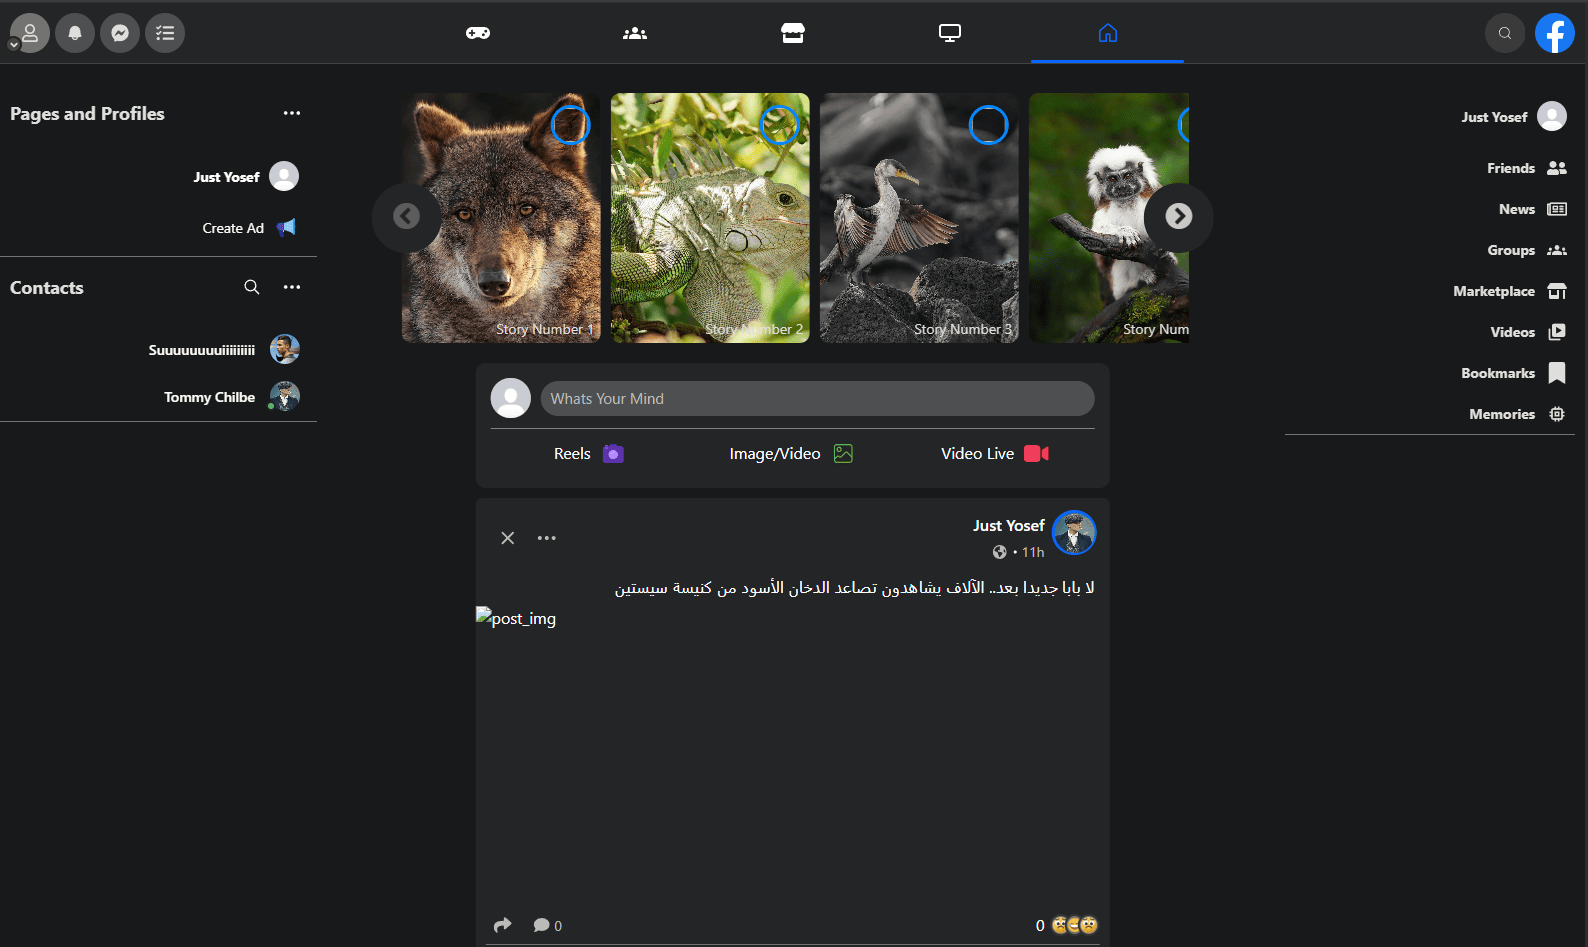 Pages and Profiles
Just Yosef
Create Ad
Contacts
Suuuuuuuuiiiiiiiii
Tommy Chilbe
Story Number 1
Story Number 2
Story Number 3
Story Num
Whats Your Mind
Reels
Image/Video
Video Live
Just Yosef
• 11h
لا بابا جديدا بعد.. الآلاف يشاهدون تصاعد الدخان الأسود من كنيسة سيستين
post_img
0
0
Just Yosef
Friends
News
Groups
Marketplace
Videos
Bookmarks
Memories